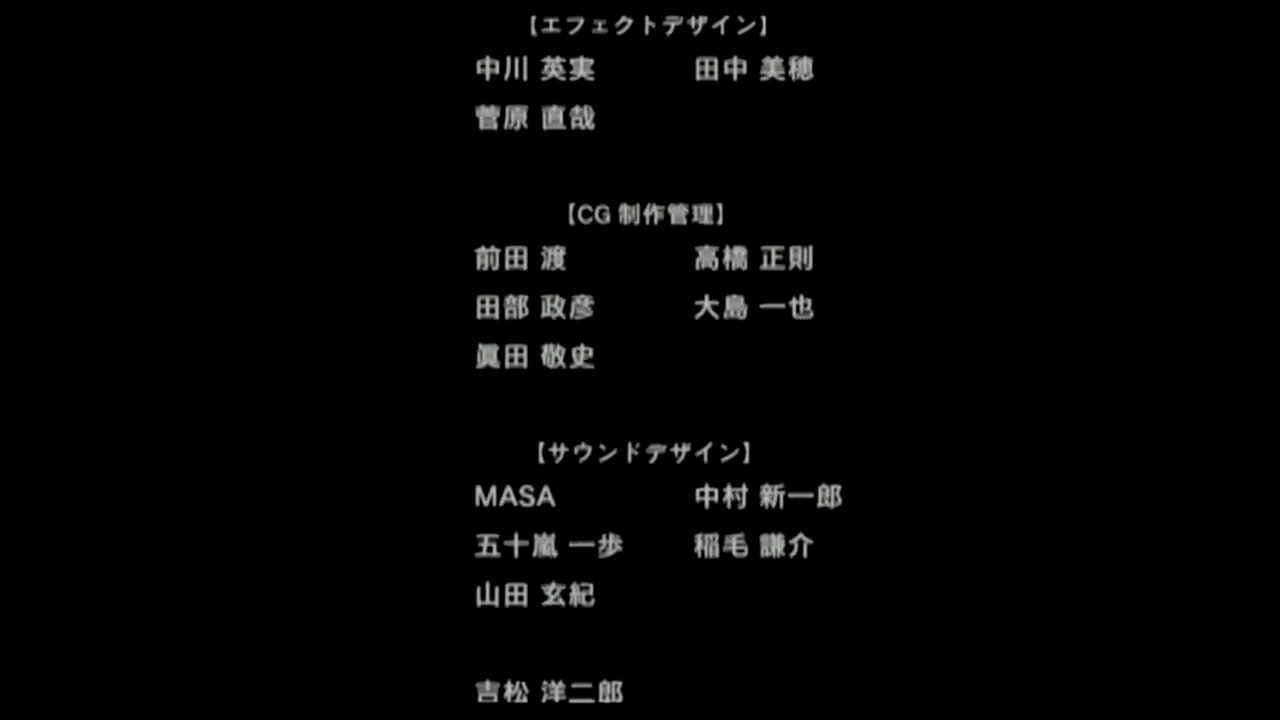 【エフェクトデザイン】
中川 英実 田中 美穂
菅原 直哉
【CG 制作管理】
前田 渡 高橋 正則
田部 政彦 大島 一也
眞田 敬史
【サウンドデザイン】
MASA 中村 新一郎
五十嵐 一歩 稲毛 謙介
山田 玄紀
吉松 洋二郎